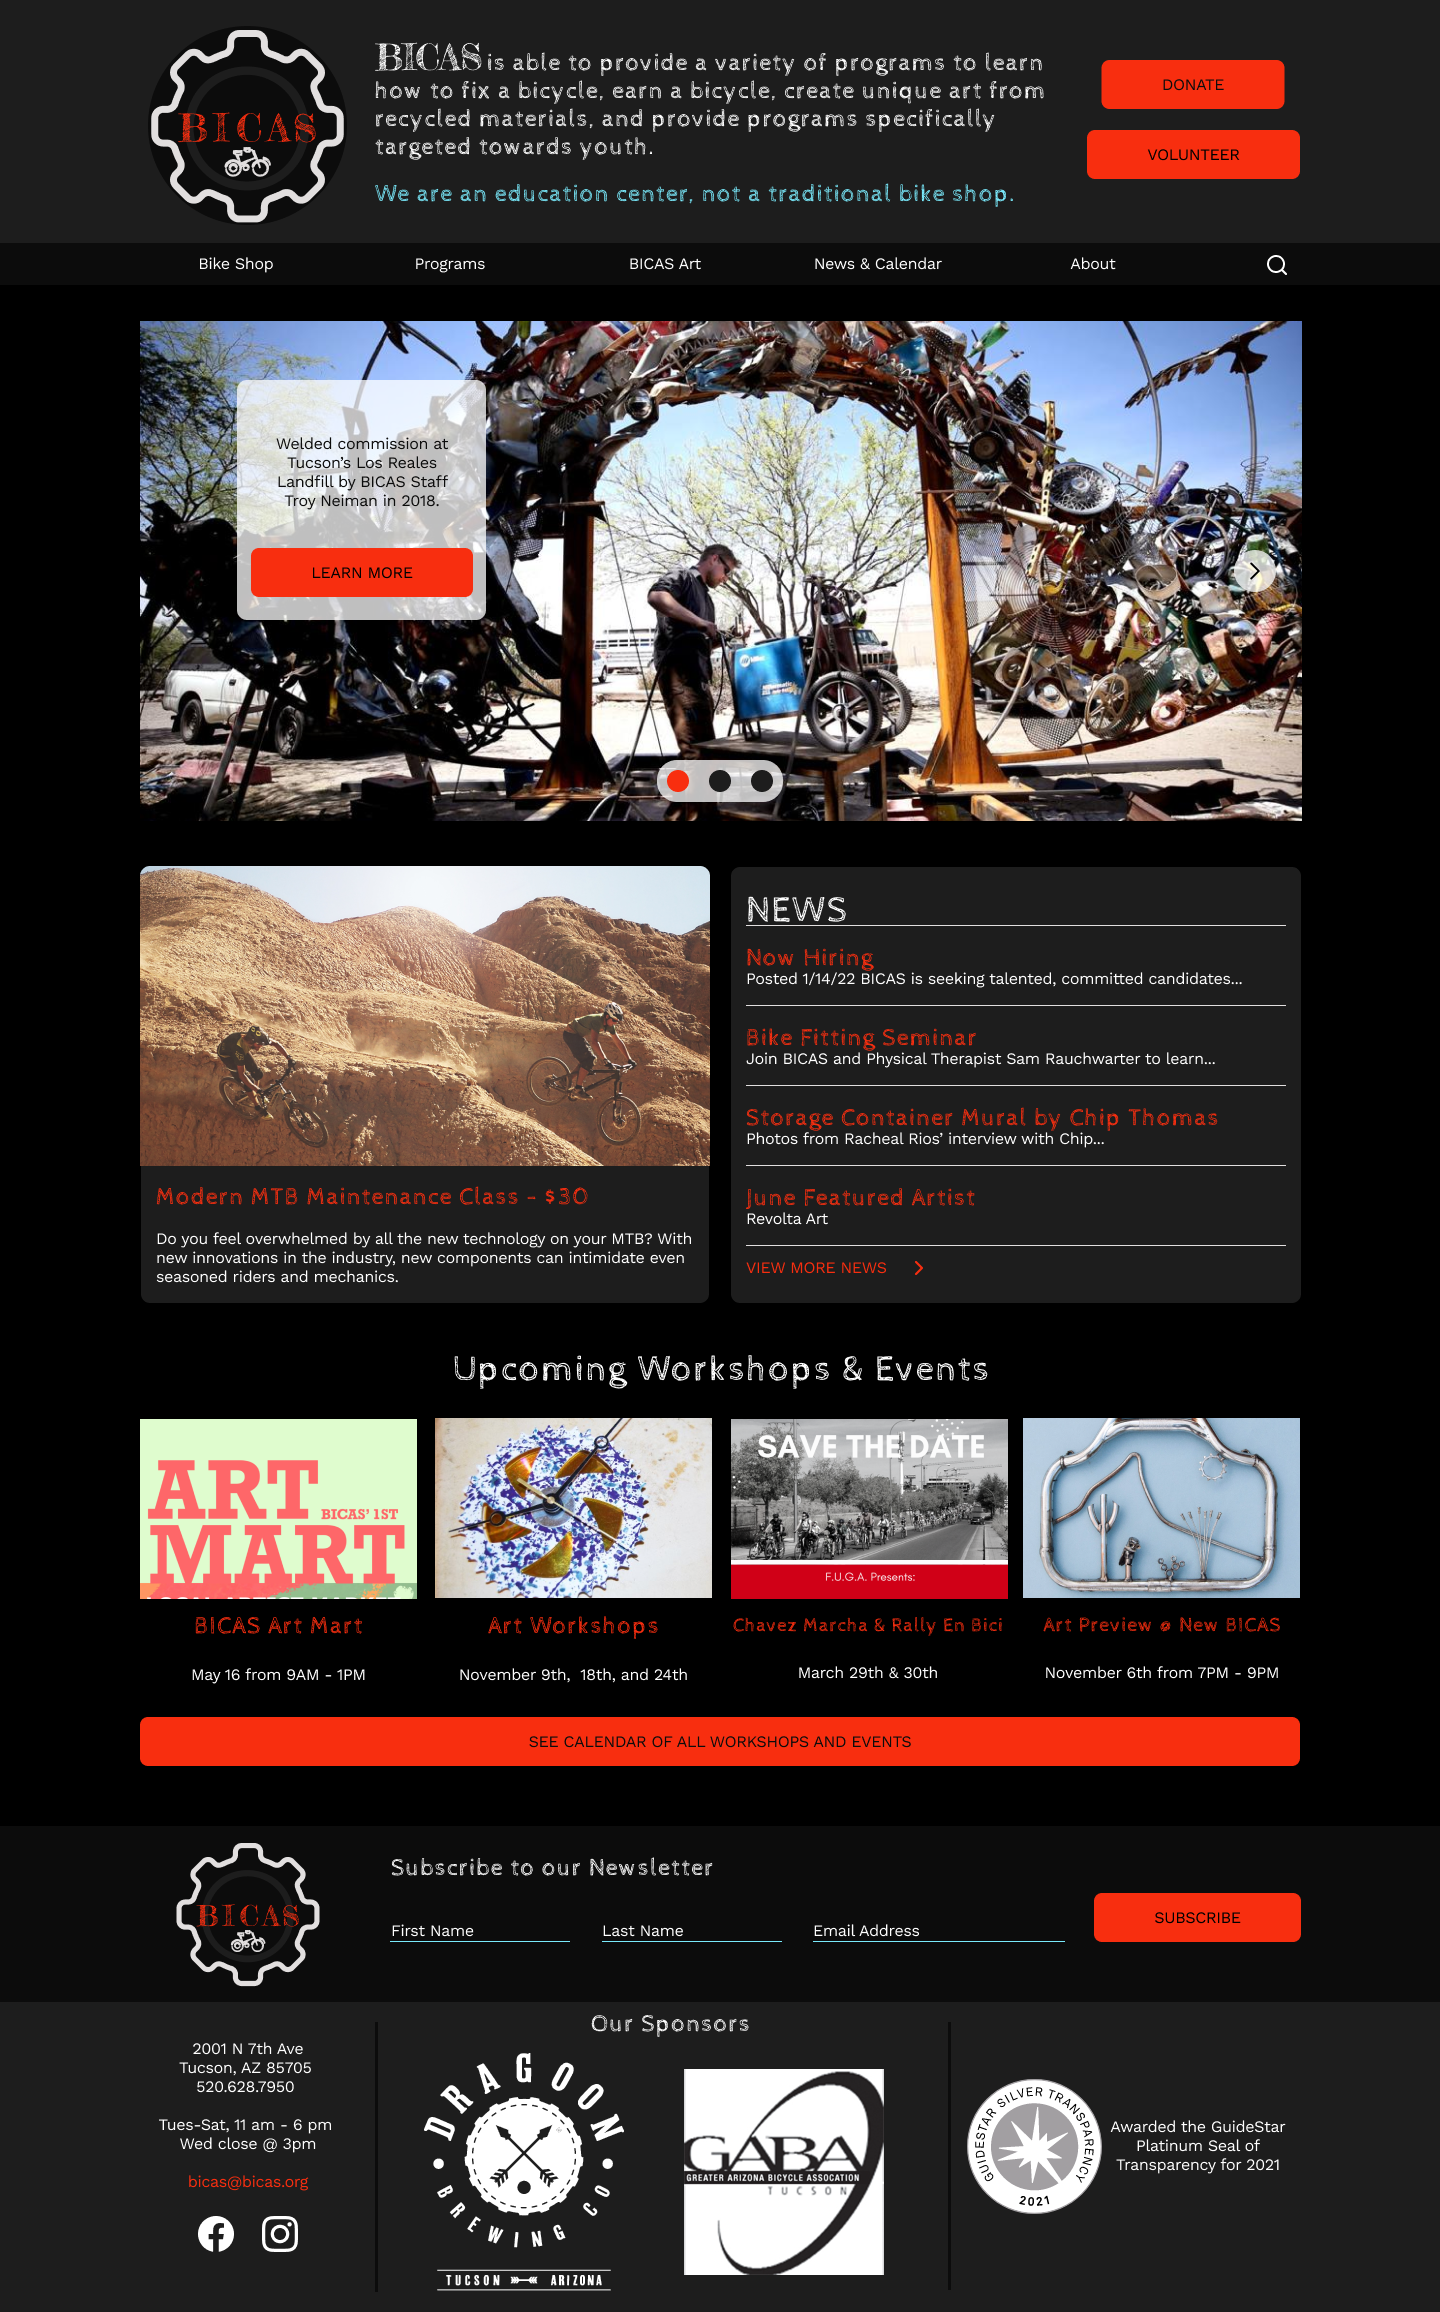 BICAS
BICAS is able to provide a variety of programs to learn
how to fix a bicycle, earn a bicycle, create unique art from
recycled materials, and provide programs specifically
targeted towards youth.
We are an education center, not a traditional bike shop.
DONATE
VOLUNTEER
Bike Shop
Programs
BICAS Art
News & Calendar
About
Welded commission at
Tucson’s Los Reales
Landfill by BICAS Staff
Troy Neiman in 2018.
LEARN MORE
Modern MTB Maintenance Class - $30
Do you feel overwhelmed by all the new technology on your MTB? With
new innovations in the industry, new components can intimidate even
seasoned riders and mechanics.
NEWS
Now Hiring
Posted 1/14/22 BICAS is seeking talented, committed candidates...
Bike Fitting Seminar
Join BICAS and Physical Therapist Sam Rauchwarter to learn...
Storage Container Mural by Chip Thomas
Photos from Racheal Rios’ interview with Chip...
June Featured Artist
Revolta Art
VIEW MORE NEWS
Upcoming Workshops & Events
ART
BICAS' 1ST
MART
BICAS Art Mart
May 16 from 9AM - 1PM
Art Workshops
November 9th, 18th, and 24th
SAVE THE DATE
F.U.G.A. Presents:
Chavez Marcha & Rally En Bici
March 29th & 30th
Art Preview @ New BICAS
November 6th from 7PM - 9PM
SEE CALENDAR OF ALL WORKSHOPS AND EVENTS
BICAS
Subscribe to our Newsletter
First Name
Last Name
Email Address
SUBSCRIBE
2001 N 7th Ave
Tucson, AZ 85705
520.628.7950
Tues-Sat, 11 am - 6 pm
Wed close @ 3pm
bicas@bicas.org
Our Sponsors
DRAGOON
BREWING CO
TUCSON ARIZONA
GABA
GREATER ARIZONA BICYCLE ASSOCATION
TUCSON
GUIDESTAR SILVER TRANSPARENCY
2021
Awarded the GuideStar
Platinum Seal of
Transparency for 2021